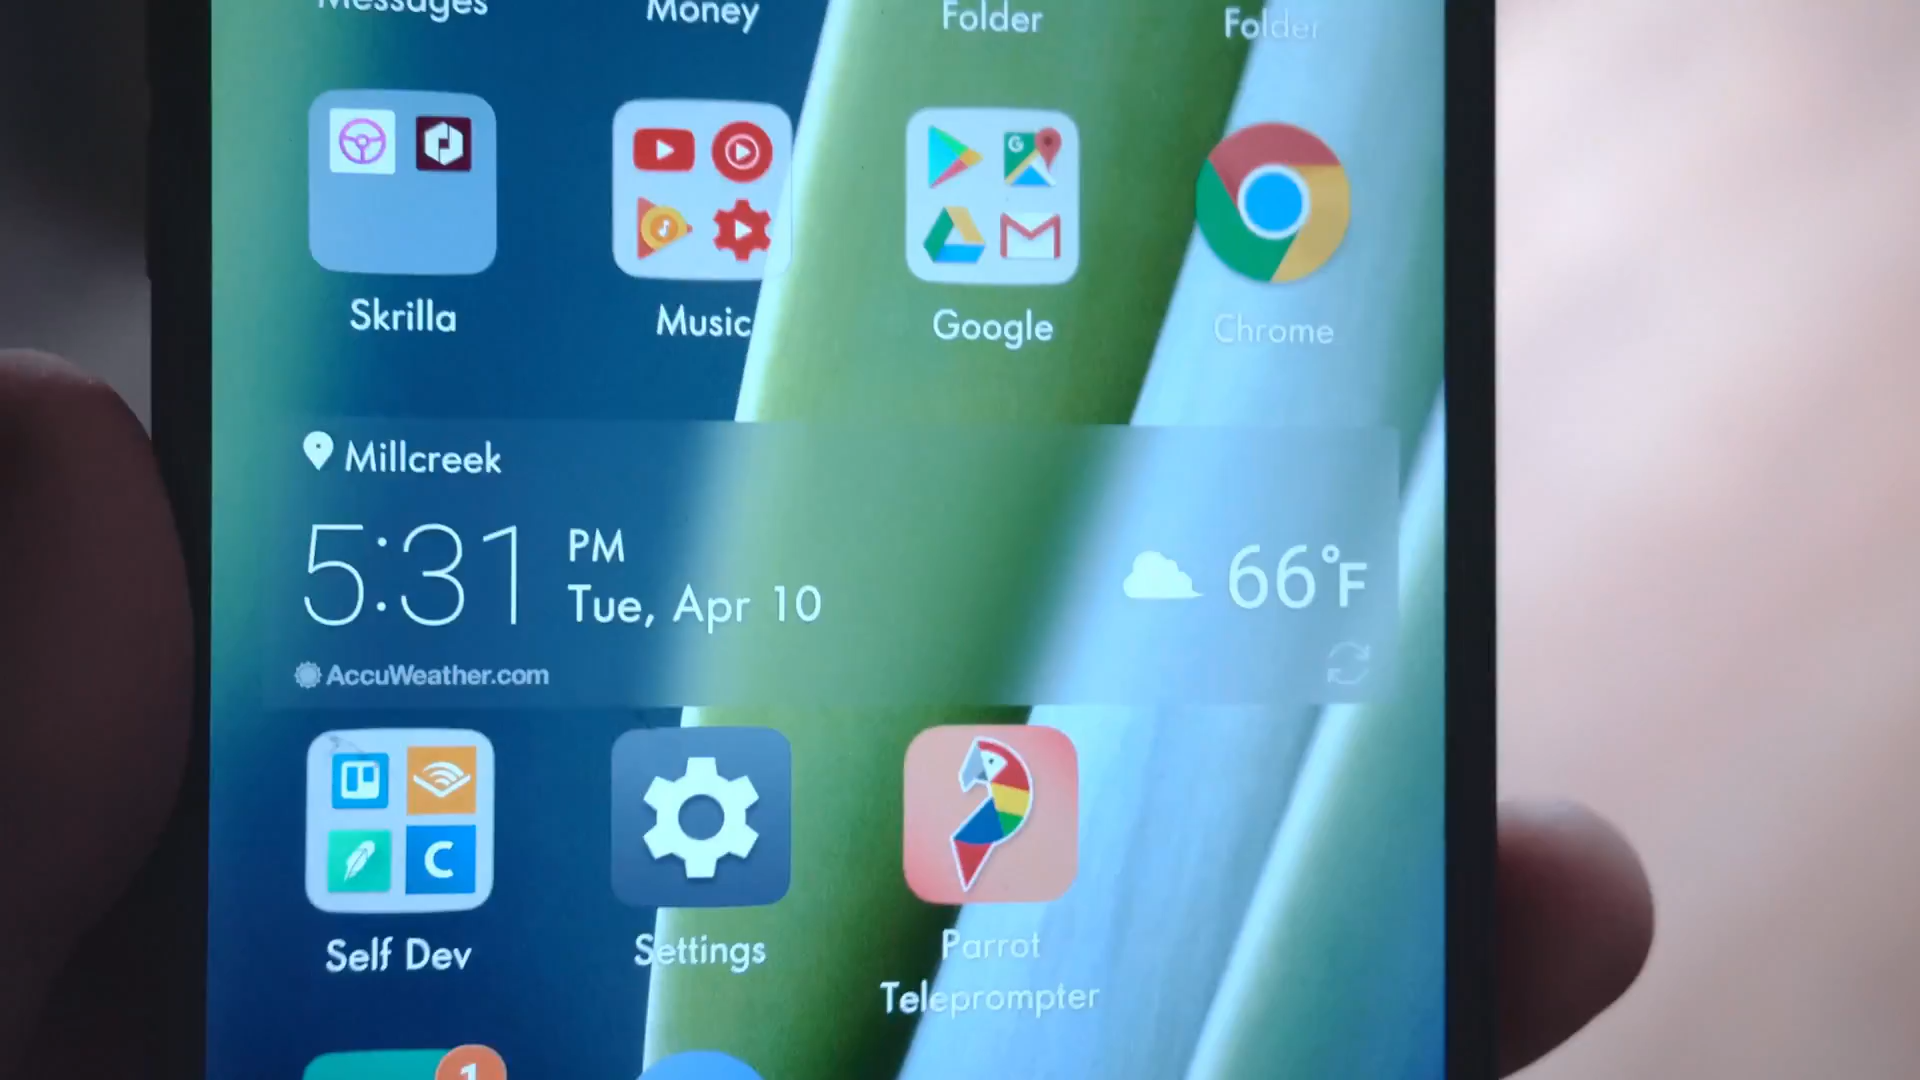 Messages
Money
Folder
Folder
Skrilla
Music
Google
Chrome
Millcreek
5:31
PM
Tue, Apr 10
66°F
AccuWeather.com
Self Dev
Settings
Parrot
Teleprompter
1